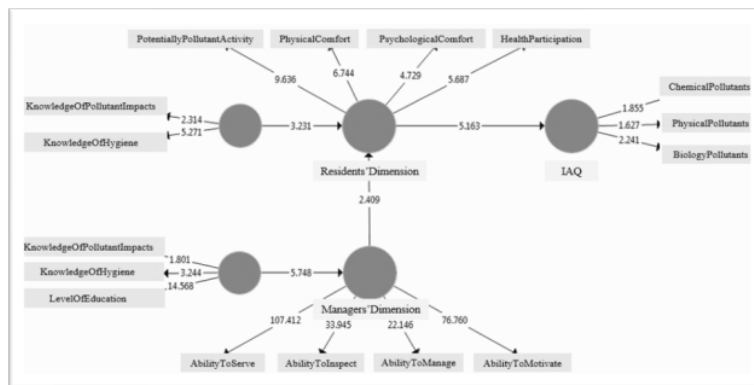 PotentiallyPollutantActivity
PhysicalComfort
PsychologicalComfort
HealthParticipation
9.636
6.744
4.729
5.687
KnowledgeOfPollutantImpacts
2.314
KnowledgeOfHygiene
5.271
3.231
5.163
ChemicalPollutants
1.855
PhysicalPollutants
1.627
BiologyPollutants
2.241
Residents'Dimension
IAQ
2.409
KnowledgeOfPollutantImpacts
1.801
KnowledgeOfHygiene
3.244
LevelOfEducation
14.568
5.748
Managers'Dimension
107.412
33.945
22.146
76.760
AbilityToServe
AbilityToInspect
AbilityToManage
AbilityToMotivate